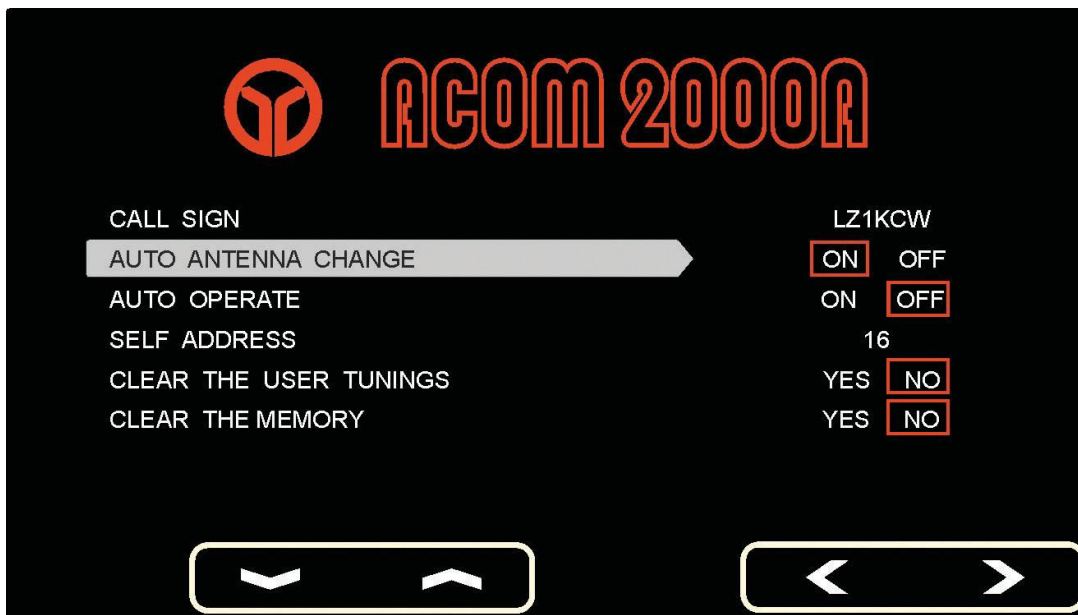 ACOM 2000A
CALL SIGN LZ1KCW
AUTO ANTENNA CHANGE ON OFF
AUTO OPERATE ON OFF
SELF ADDRESS 16
CLEAR THE USER TUNINGS YES NO
CLEAR THE MEMORY YES NO